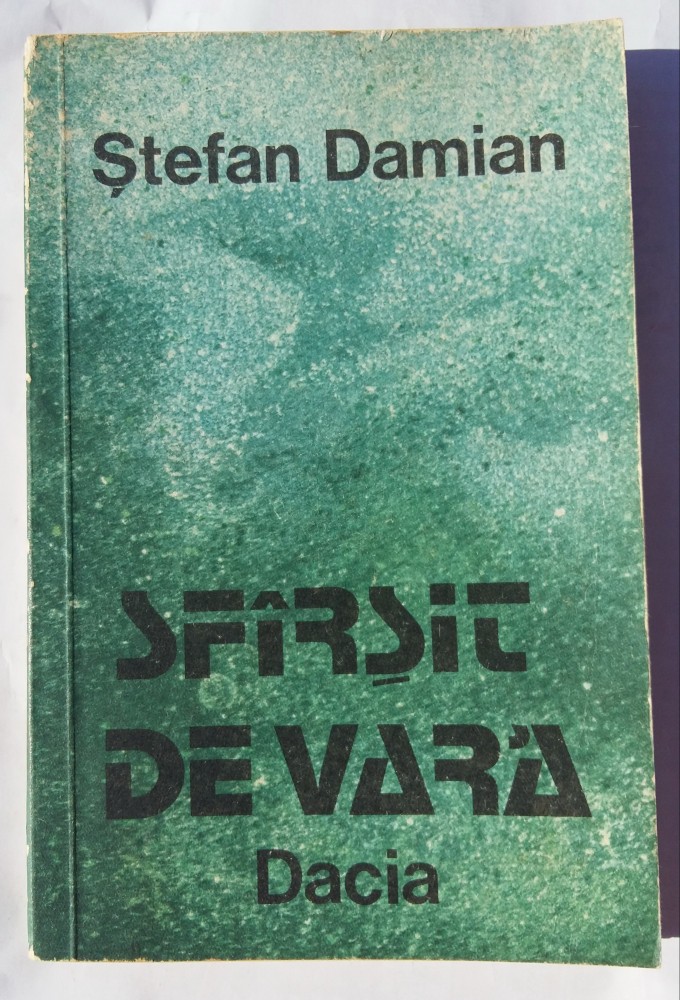 Ștefan Damian
SFÎRȘIT
DE VARĂ
Dacia